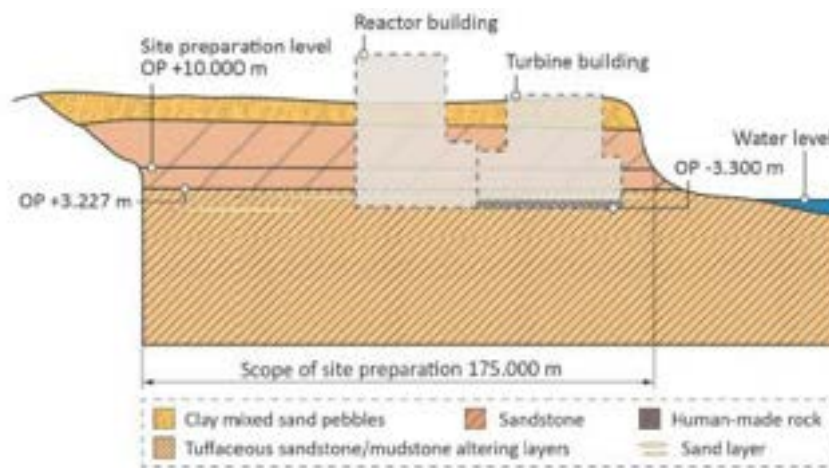 Reactor building
Site preparation level
OP +10.000 m
Turbine building
Water level
OP -3.300 m
OP +3.227 m
Scope of site preparation 175.000 m
Clay mixed sand pebbles
Sandstone
Human-made rock
Tuffaceous sandstone/mudstone altering layers
Sand layer